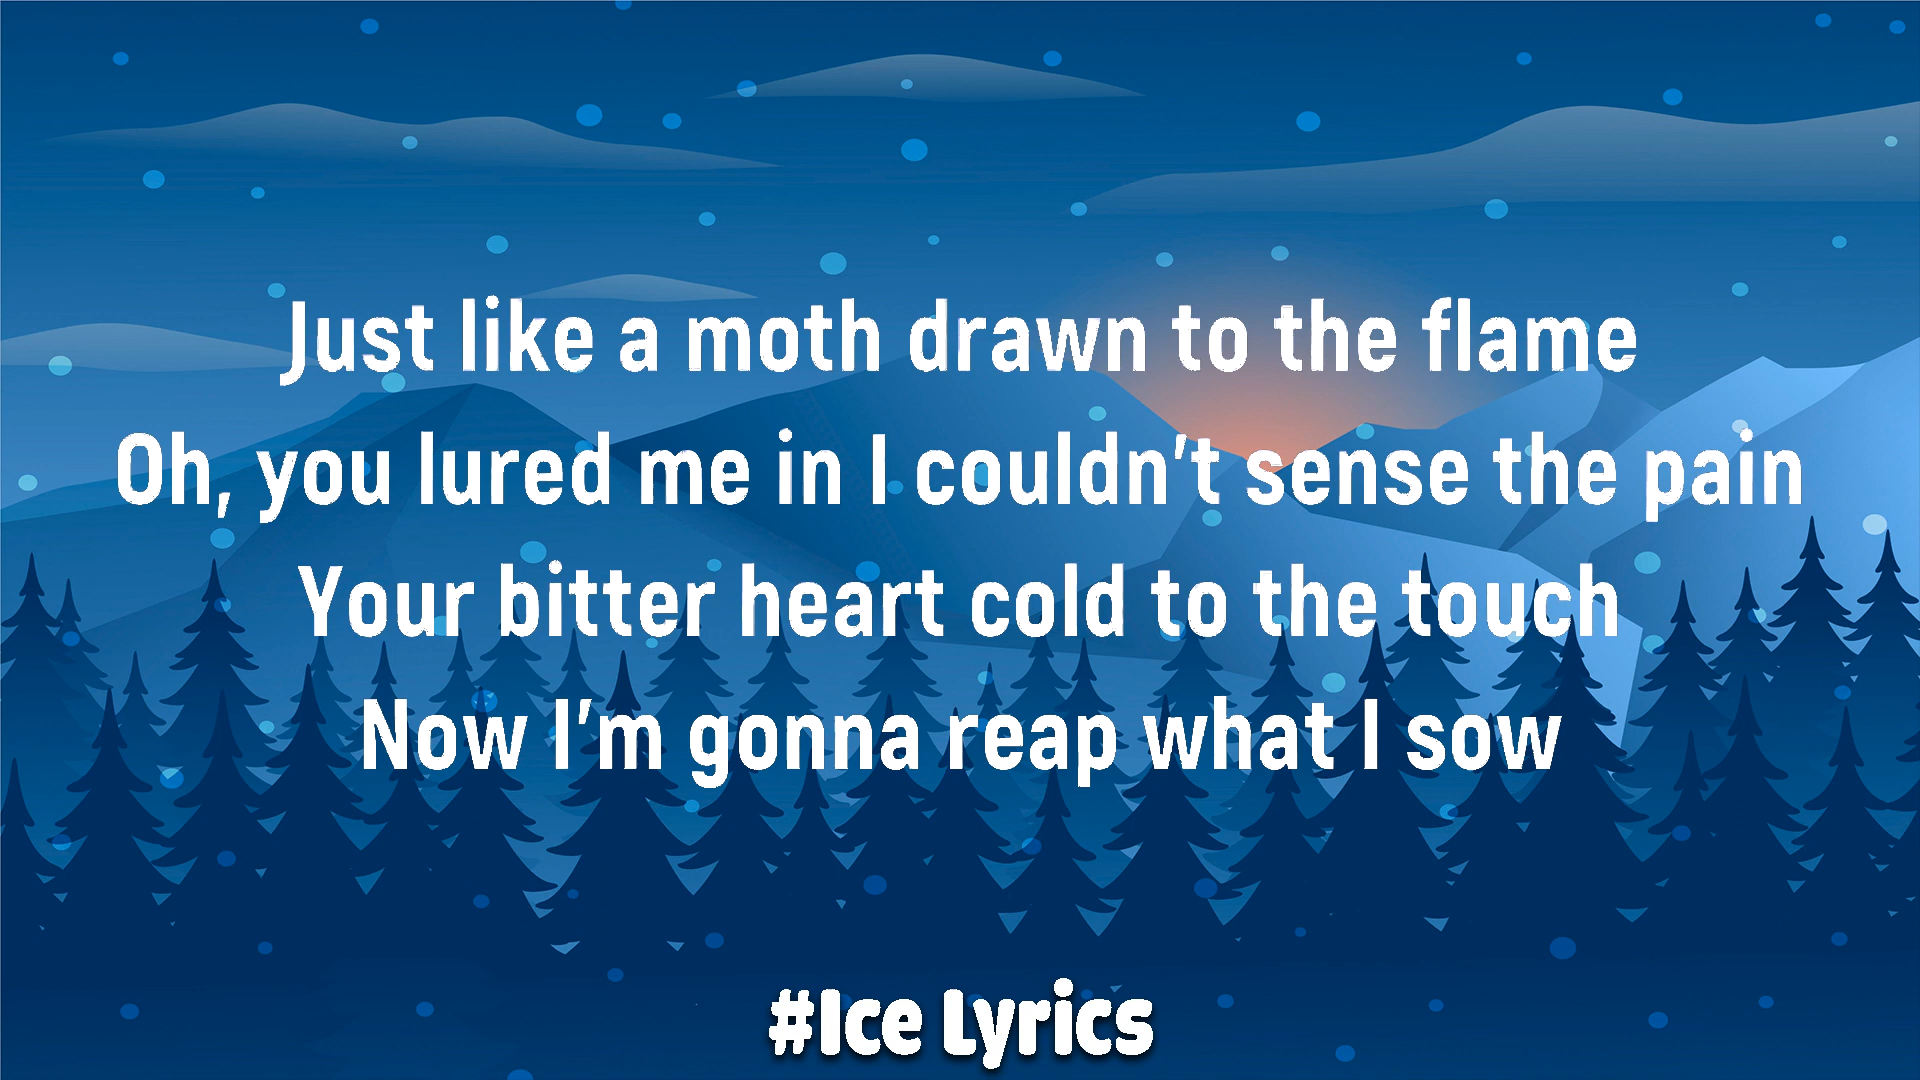 Just like a moth drawn to the flame
Oh, you lured me in I couldn't sense the pain
Your bitter heart cold to the touch
Now I'm gonna reap what I sow
#Ice Lyrics